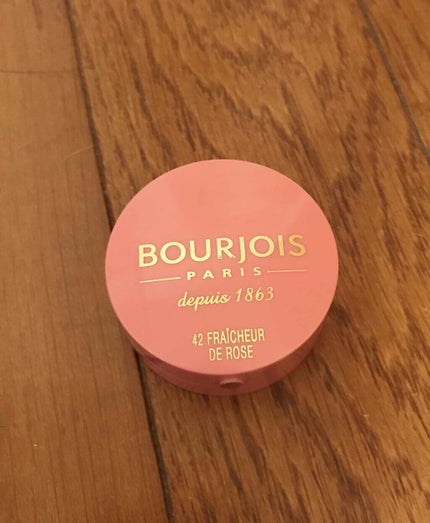 BOURJOIS
PARIS
depuis 1863
42 FRAÎCHEUR
DE ROSE